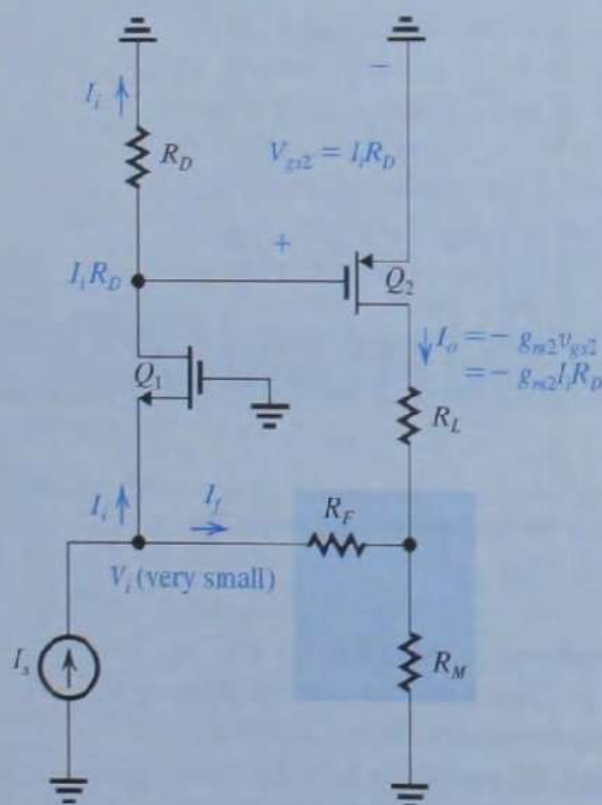 I_i
R_D
−
V_gs2 = I_i R_D
+
I_i R_D
Q_2
I_o = − g_m2 v_gs2
= − g_m2 I_i R_D
Q_1
R_L
I_i
I_f
R_F
V_i (very small)
I_s
R_M